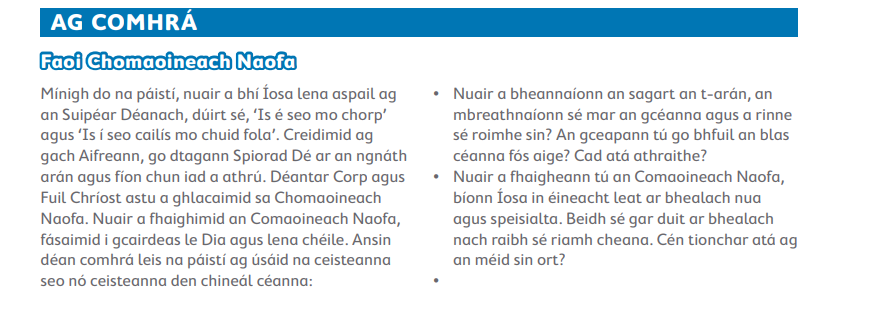 AG COMHRÁ
Faoi Chomaoineach Naofa
Mínigh do na páistí, nuair a bhí Íosa lena aspail ag
an Suipéar Déanach, dúirt sé, ‘Is é seo mo chorp’
agus ‘Is í seo cailís mo chuid fola’. Creidimid ag
gach Aifreann, go dtagann Spiorad Dé ar an ngnáth
arán agus fíon chun iad a athrú. Déantar Corp agus
Fuil Chríost astu a ghlacaimid sa Chomaoineach
Naofa. Nuair a fhaighimid an Comaoineach Naofa,
fásaimid i gcairdeas le Dia agus lena chéile. Ansin
déan comhrá leis na páistí ag úsáid na ceisteanna
seo nó ceisteanna den chineál céanna:
• Nuair a bheannaíonn an sagart an t-arán, an
mbreathnaíonn sé mar an gcéanna agus a rinne
sé roimhe sin? An gceapann tú go bhfuil an blas
céanna fós aige? Cad atá athraithe?
• Nuair a fhaigheann tú an Comaoineach Naofa,
bíonn Íosa in éineacht leat ar bhealach nua
agus speisialta. Beidh sé gar duit ar bhealach
nach raibh sé riamh cheana. Cén tionchar atá ag
an méid sin ort?
•